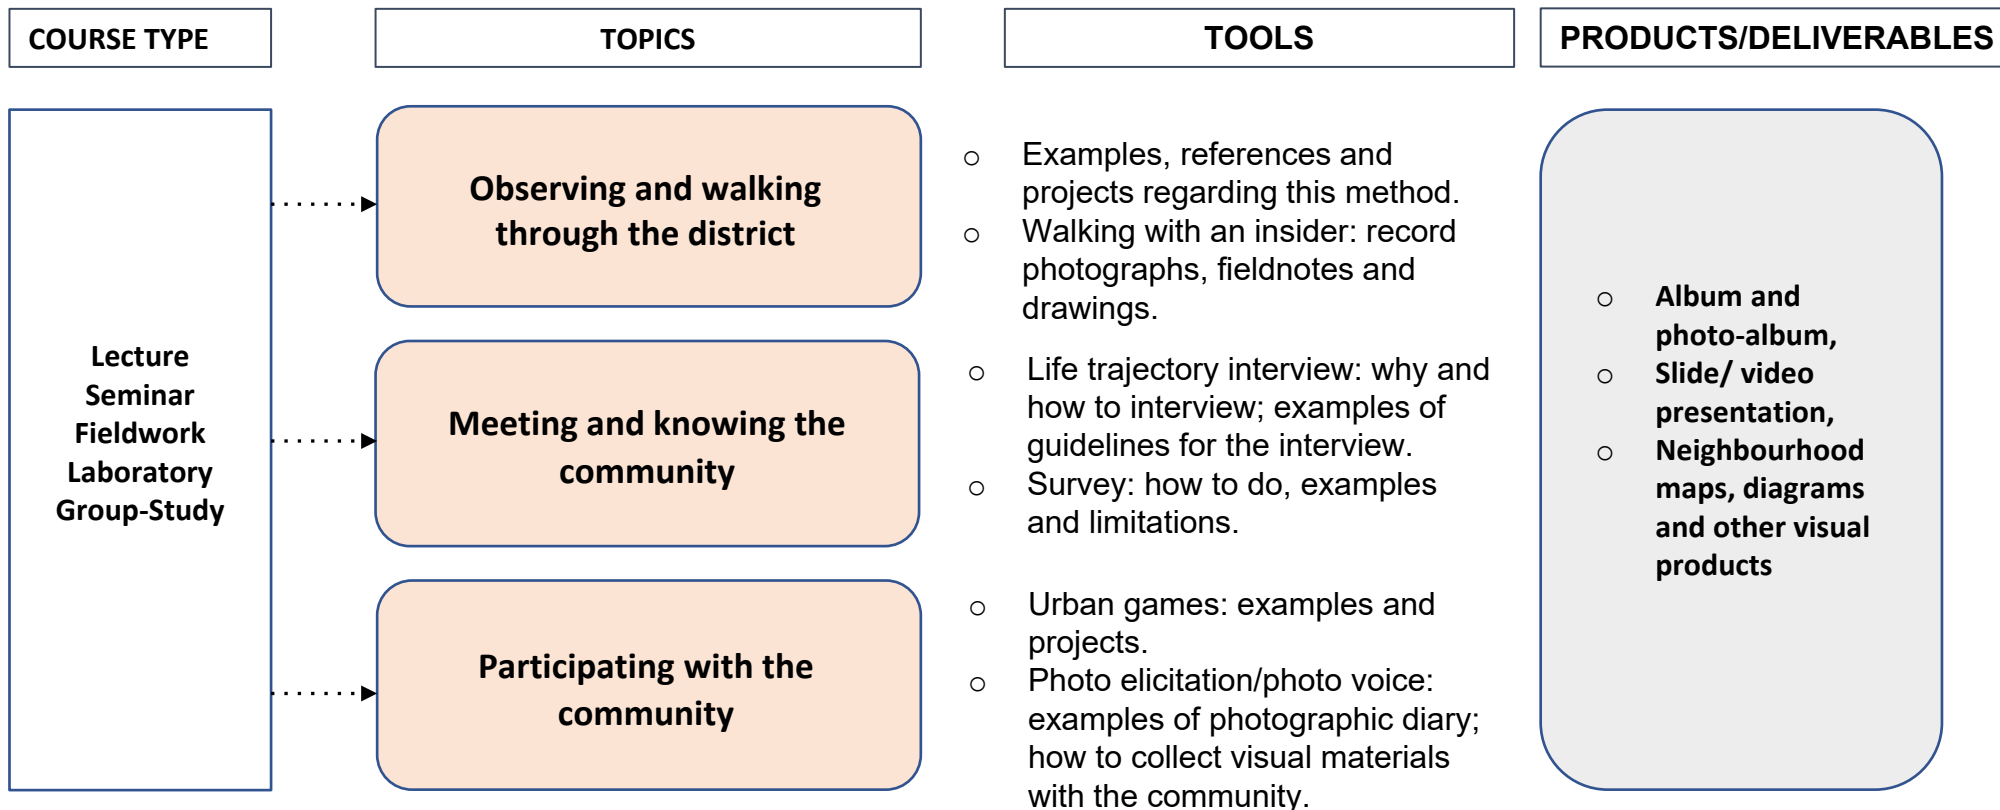 COURSE TYPE
TOPICS
TOOLS
PRODUCTS/DELIVERABLES
Lecture
Seminar
Fieldwork
Laboratory
Group-Study
Observing and walking
through the district
Meeting and knowing the
community
Participating with the
community
o Examples, references and
projects regarding this method.
o Walking with an insider: record
photographs, fieldnotes and
drawings.
o Life trajectory interview: why and
how to interview; examples of
guidelines for the interview.
o Survey: how to do, examples
and limitations.
o Urban games: examples and
projects.
o Photo elicitation/photo voice:
examples of photographic diary;
how to collect visual materials
with the community.
o Album and
photo-album,
o Slide/ video
presentation,
o Neighbourhood
maps, diagrams
and other visual
products